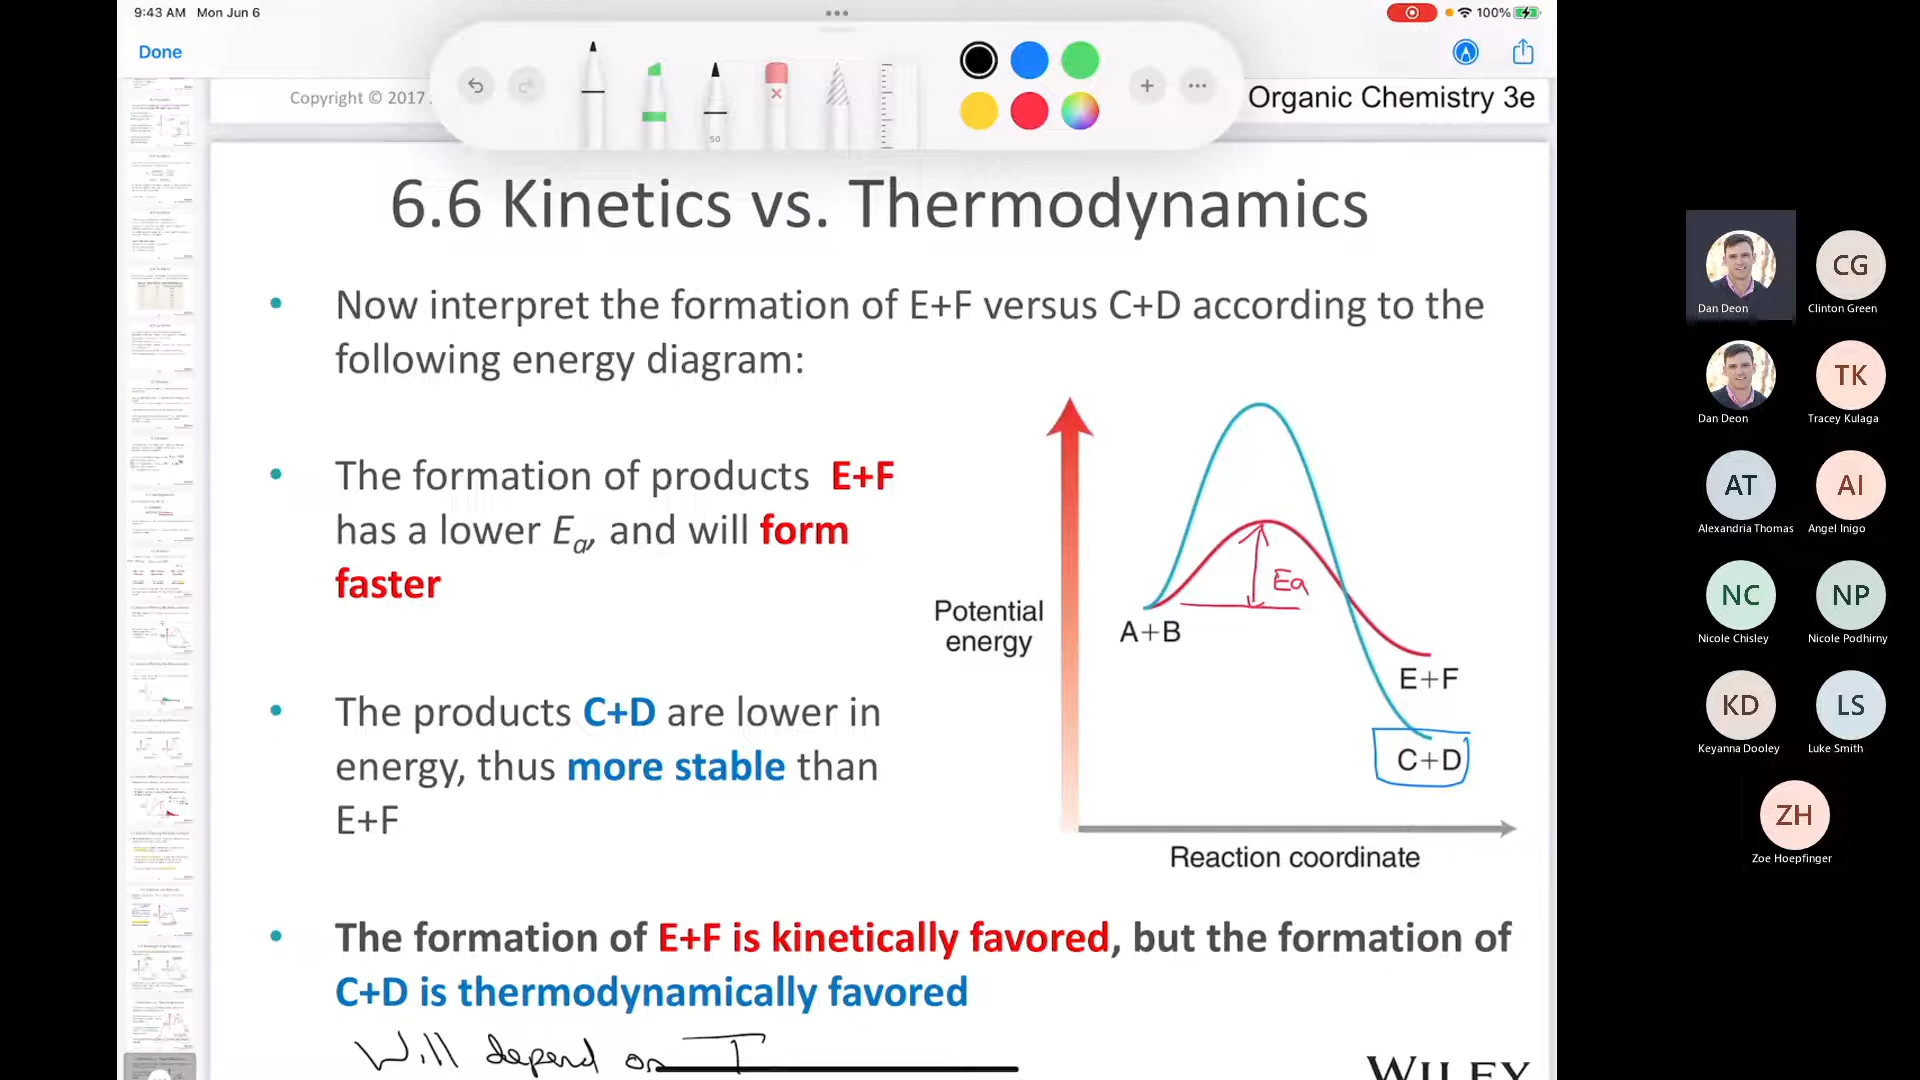 9:43 AM Mon Jun 6
100%
Done
Copyright © 2017
50
Organic Chemistry 3e
6.6 Kinetics vs. Thermodynamics
• Now interpret the formation of E+F versus C+D according to the
following energy diagram:
• The formation of products E+F
has a lower Ea, and will form
faster
• The products C+D are lower in
energy, thus more stable than
E+F
Potential
energy
A+B
Ea
E+F
C+D
Reaction coordinate
• The formation of E+F is kinetically favored, but the formation of
C+D is thermodynamically favored
Will depend on T
WILEY
Dan Deon
CG
Clinton Green
Dan Deon
TK
Tracey Kulaga
AT
Alexandria Thomas
AI
Angel Inigo
NC
Nicole Chisley
NP
Nicole Podhirny
KD
Keyanna Dooley
LS
Luke Smith
ZH
Zoe Hoepfinger